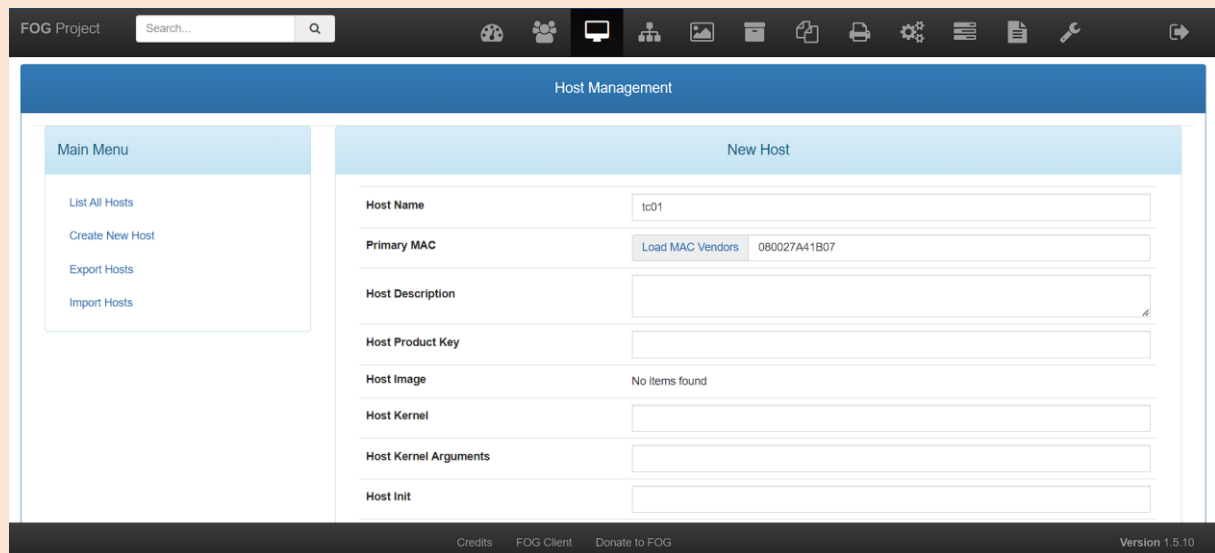 FOG Project Search...
Host Management
Main Menu
List All Hosts
Create New Host
Export Hosts
Import Hosts
New Host
Host Name tc01
Primary MAC Load MAC Vendors 080027A41B07
Host Description
Host Product Key
Host Image No items found
Host Kernel
Host Kernel Arguments
Host Init
Credits FOG Client Donate to FOG Version 1.5.10